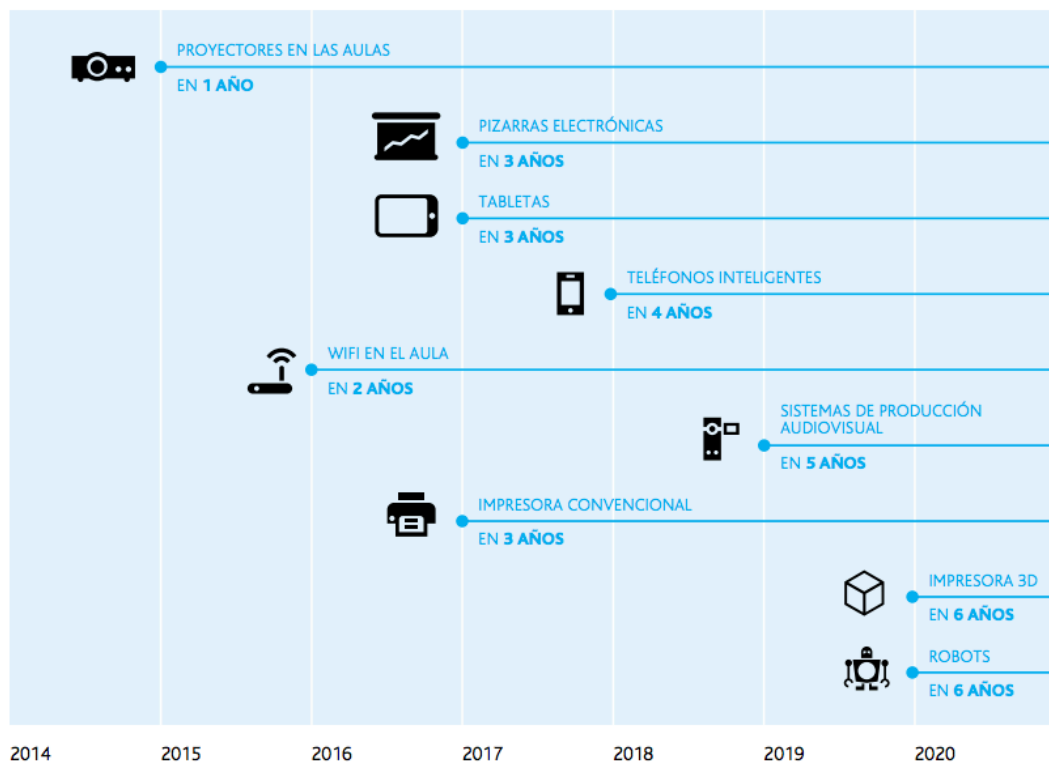 PROYECTORES EN LAS AULAS
EN 1 AÑO
PIZARRAS ELECTRÓNICAS
EN 3 AÑOS
TABLETAS
EN 3 AÑOS
TELÉFONOS INTELIGENTES
EN 4 AÑOS
WIFI EN EL AULA
EN 2 AÑOS
SISTEMAS DE PRODUCCIÓN
AUDIOVISUAL
EN 5 AÑOS
IMPRESORA CONVENCIONAL
EN 3 AÑOS
IMPRESORA 3D
EN 6 AÑOS
ROBOTS
EN 6 AÑOS
2014 2015 2016 2017 2018 2019 2020